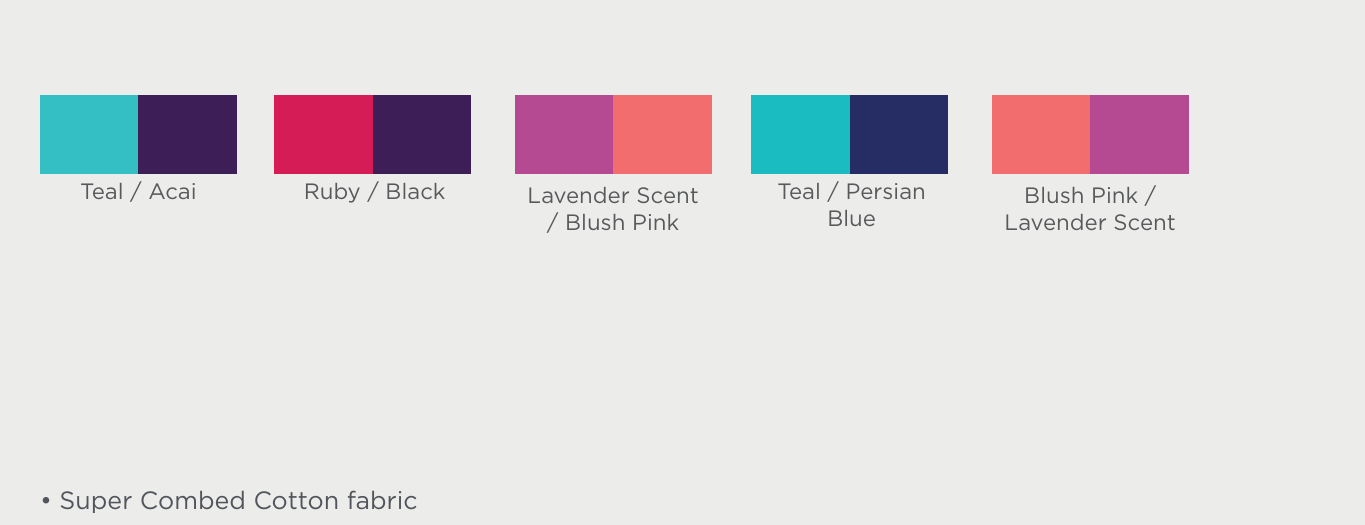 Teal / Acai
Ruby / Black
Lavender Scent
/ Blush Pink
Teal / Persian
Blue
Blush Pink /
Lavender Scent
• Super Combed Cotton fabric